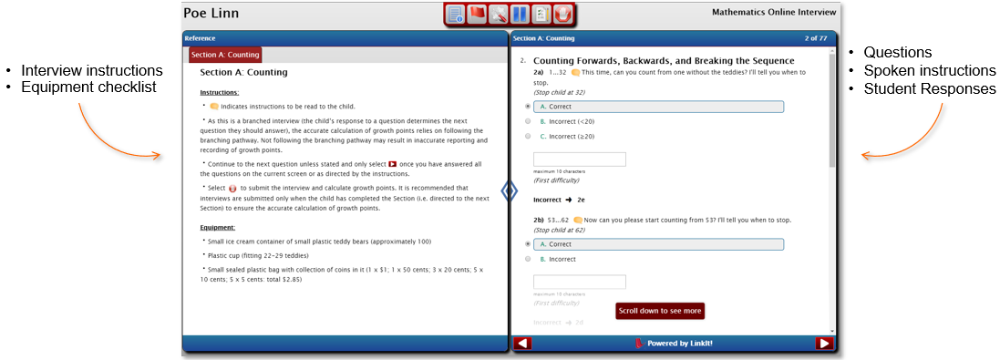 Poe Linn
Mathematics Online Interview
• Interview instructions
• Equipment checklist
Reference
Section A: Counting
Section A: Counting
Instructions:
• Indicates instructions to be read to the child.
• As this is a branched interview (the child's response to a question determines the next
question they should answer), the accurate calculation of growth points relies on following the
branching pathway. Not following the branching pathway may result in inaccurate reporting and
recording of growth points.
• Continue to the next question unless stated and only select once you have answered all
the questions on the current screen or as directed by the instructions.
• Select to submit the interview and calculate growth points. It is recommended that
interviews are submitted only when the child has completed the Section (i.e. directed to the next
Section) to ensure the accurate calculation of growth points.
Equipment:
• Small ice cream container of small plastic teddy bears (approximately 100)
• Plastic cup (fitting 22-29 teddies)
• Small sealed plastic bag with collection of coins in it (1 x $1; 1 x 50 cents; 3 x 20 cents; 5 x
10 cents; 5 x 5 cents: total $2.85)
Section A: Counting
2 of 77
2. Counting Forwards, Backwards, and Breaking the Sequence
2a) 1...32 This time, can you count from one without the teddies? I'll tell you when to
stop.
(Stop child at 32)
A. Correct
B. Incorrect (<20)
C. Incorrect (≥20)
maximum 10 characters
(First difficulty)
Incorrect ➔ 2e
2b) 53...62 Now can you please start counting from 53? I'll tell you when to stop.
(Stop child at 62)
A. Correct
B. Incorrect
maximum 10 characters
(First difficulty)
Incorrect ➔ 2d
Scroll down to see more
Powered by LinkIt!
• Questions
• Spoken instructions
• Student Responses